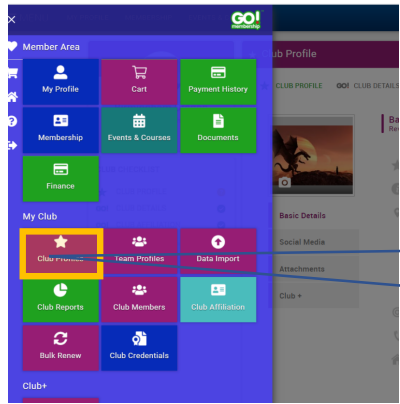 GO!
membership
Member Area
ub Profile
My Profile
Cart
Payment History
CLUB PROFILE GO! CLUB DETAILS
Membership
Events & Courses
Documents
Finance
Basic Details
My Club
Social Media
Club Profiles
Team Profiles
Data Import
Attachments
Club +
Club Reports
Club Members
Club Affiliation
Bulk Renew
Club Credentials
Club+